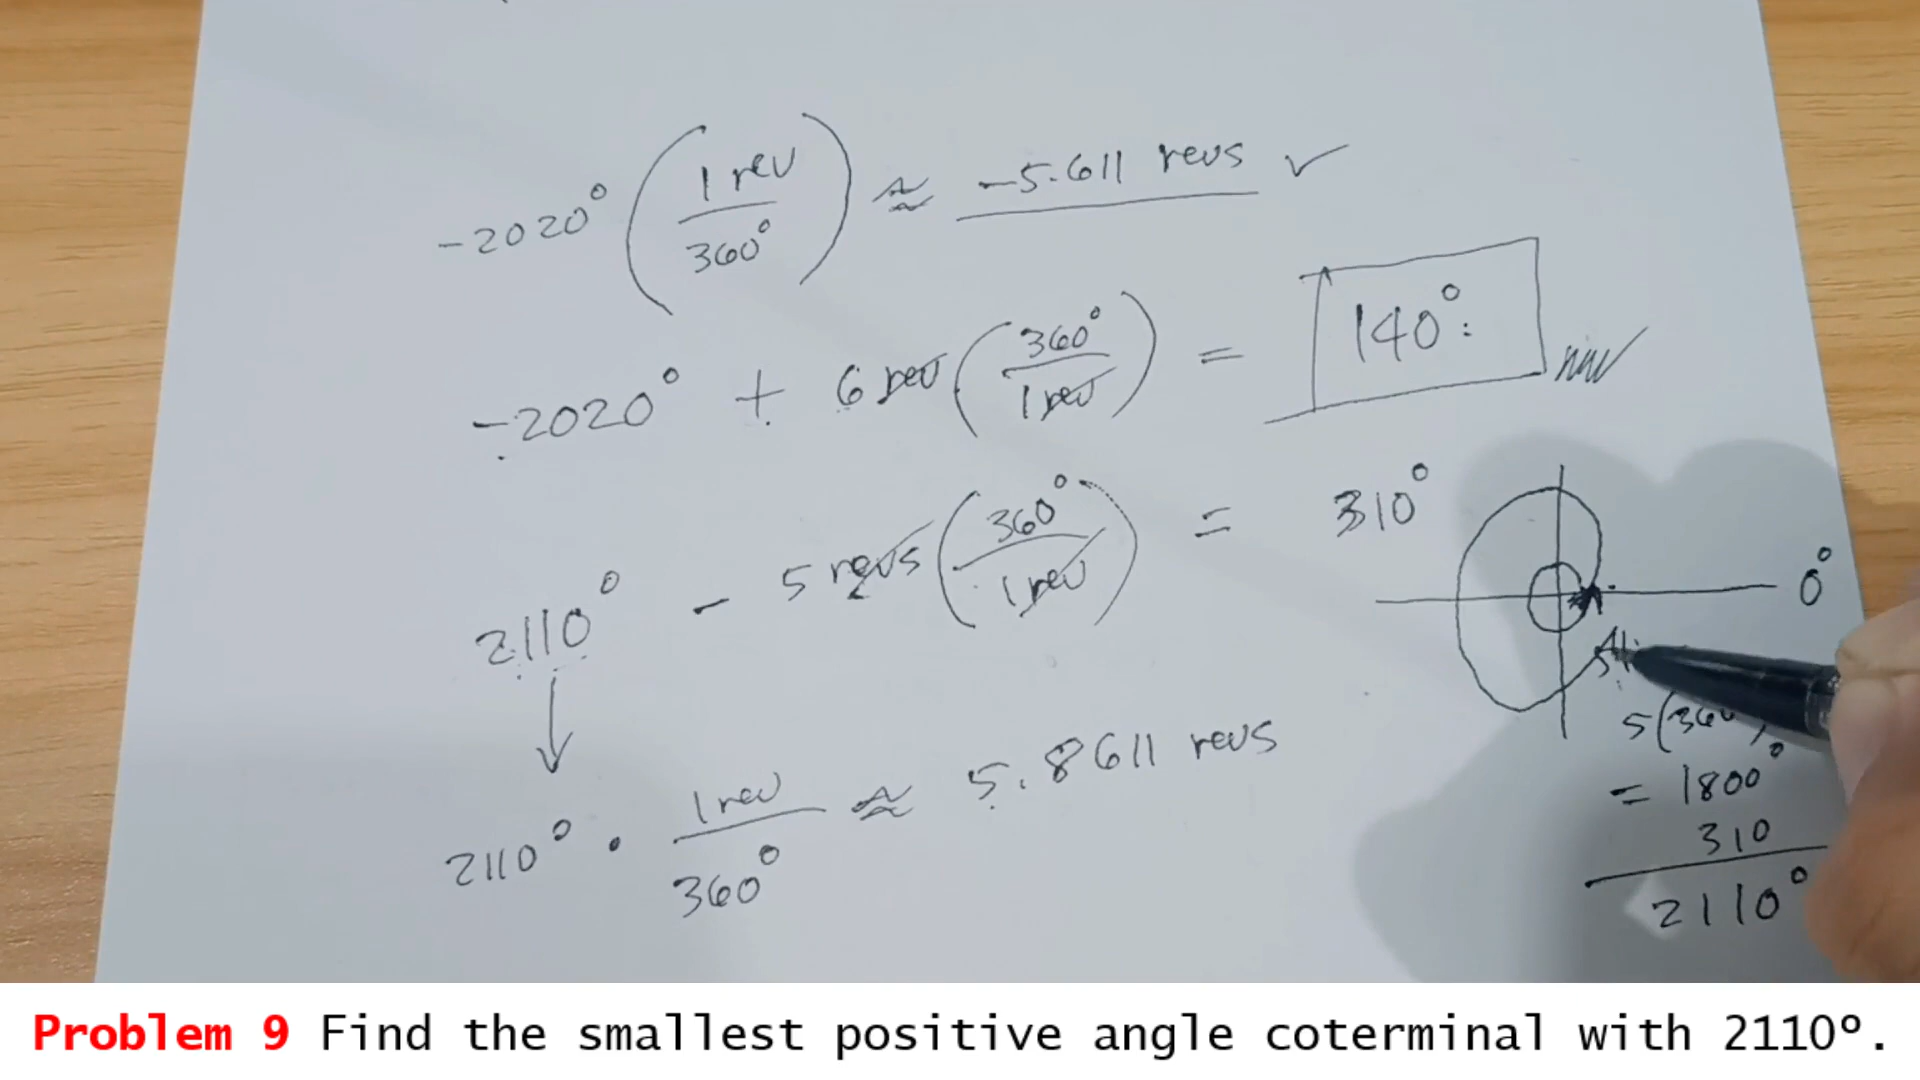 -2020° (1 rev / 360°) ≈ -5.611 revs ✓
-2020° + 6 rev (360° / 1 rev) = 140°
2110° - 5 revs (360° / 1 rev) = 310°
0°
5(360)°
= 1800°
310
2110°
2110° · 1 rev / 360° ≈ 5.8611 revs
Problem 9 Find the smallest positive angle coterminal with 2110º.